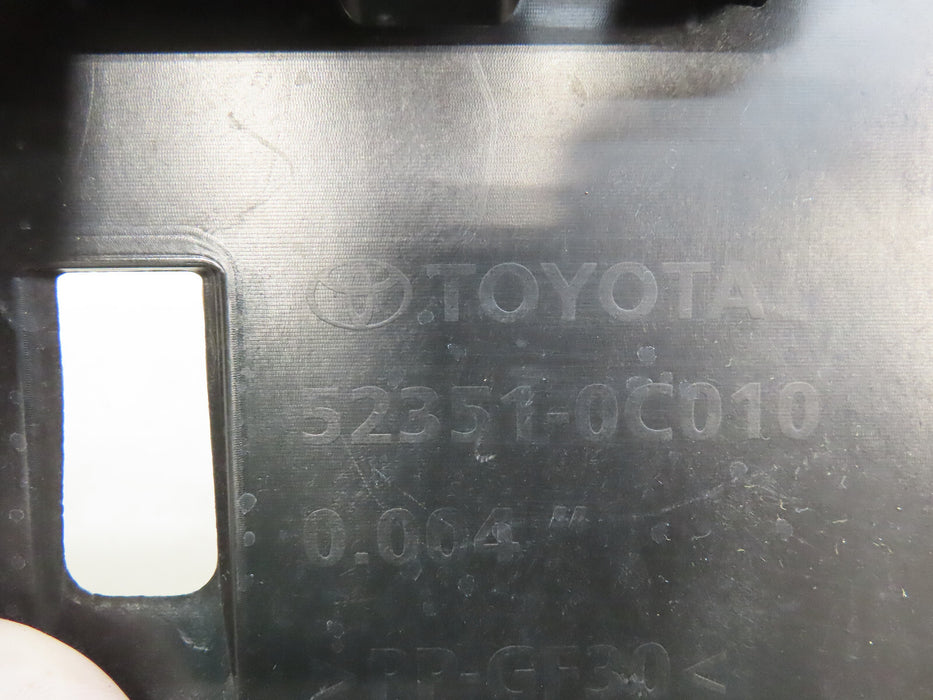 TOYOTA
52351-0C010
0.004"
>PP-GF30<